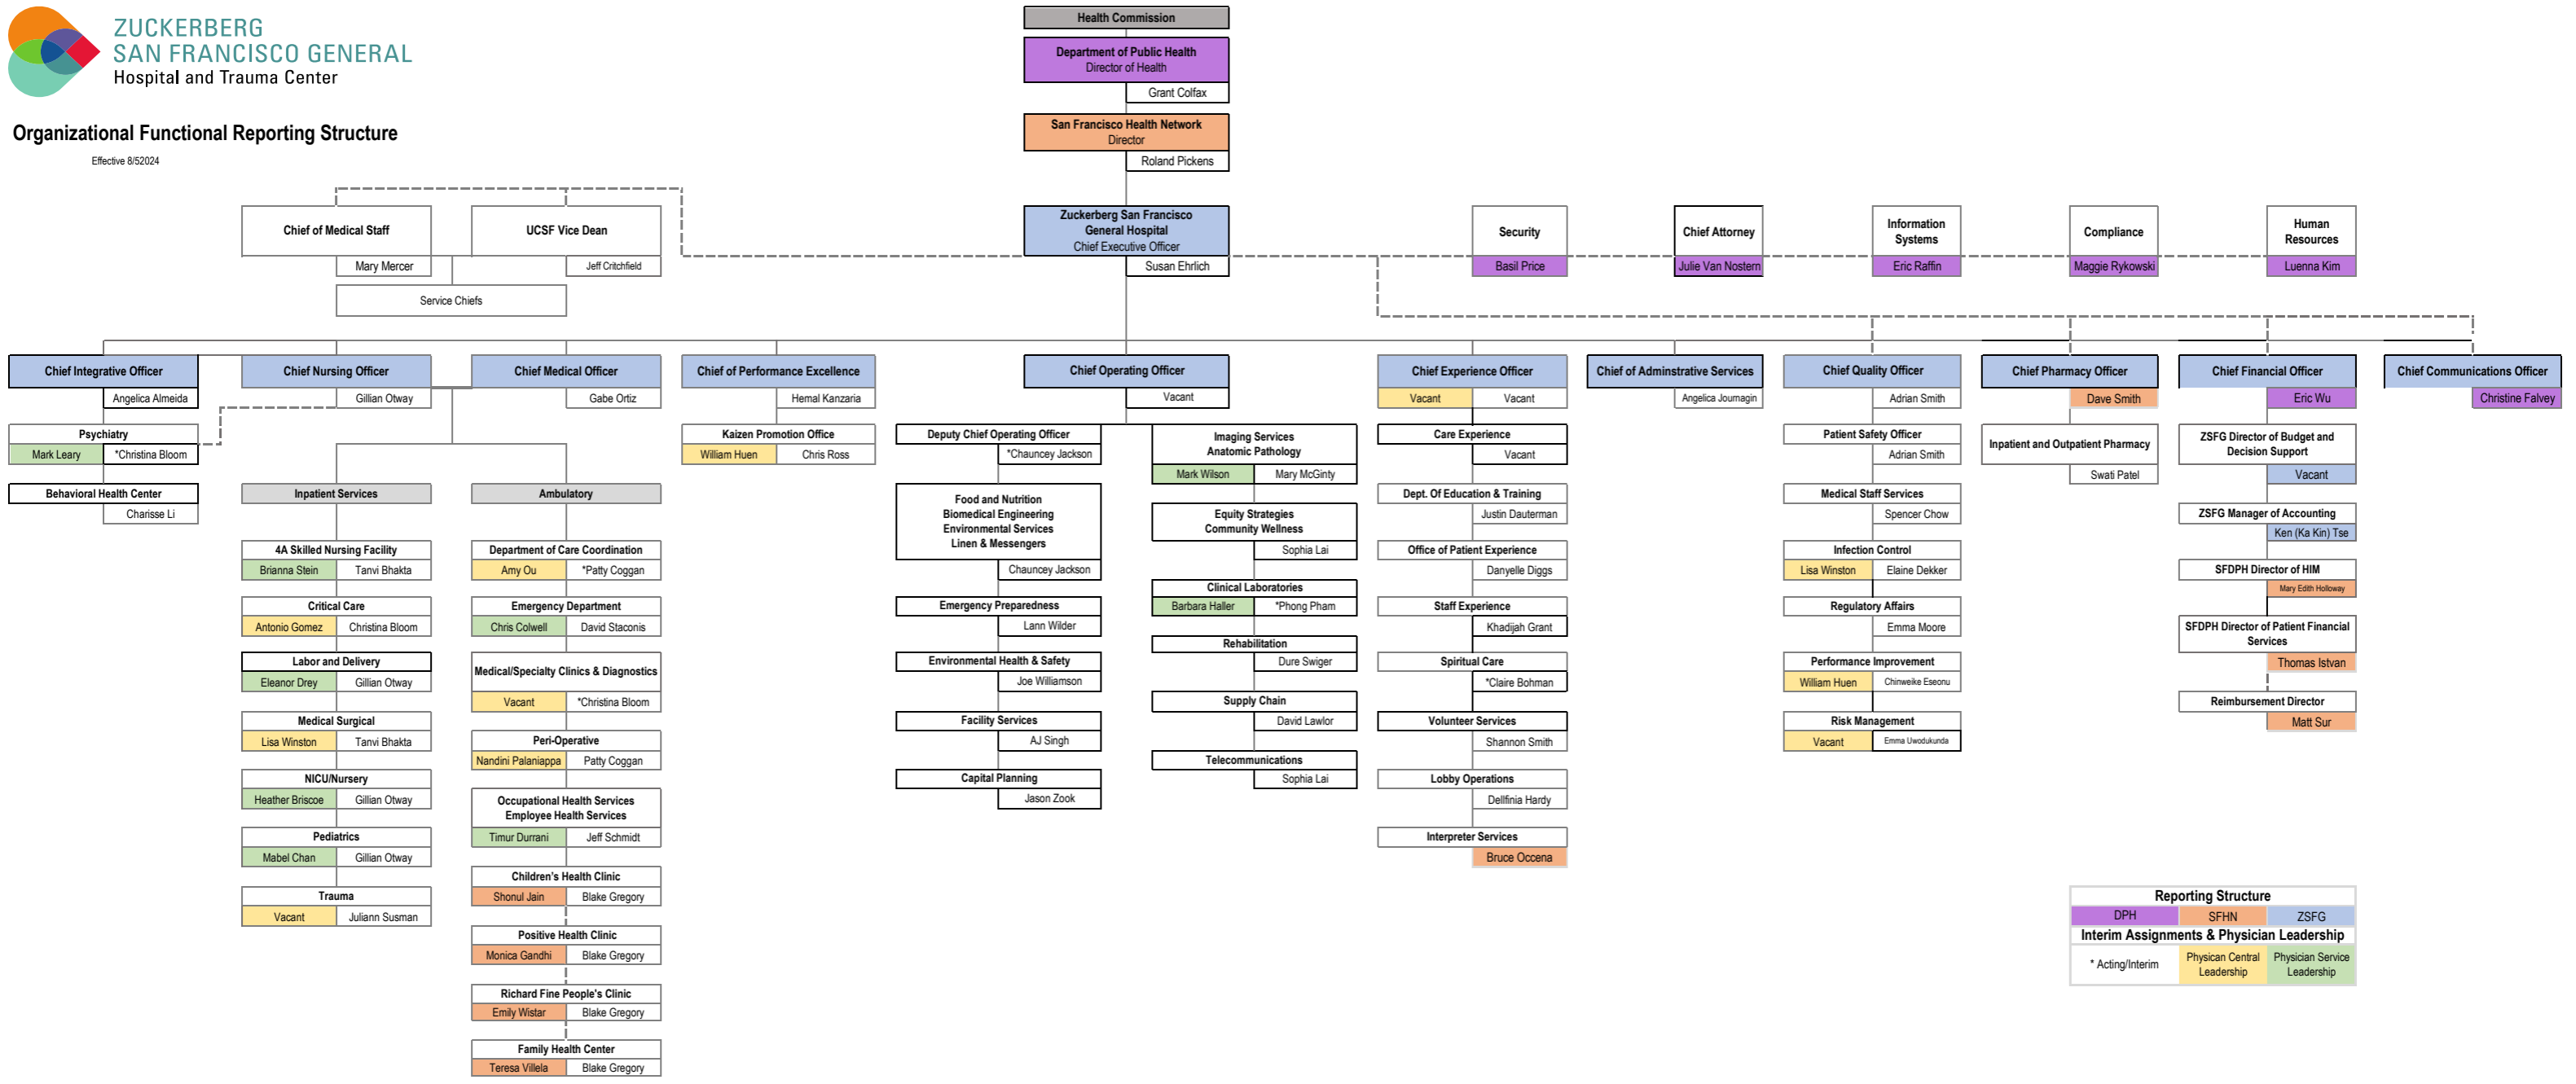 ZUCKERBERG
SAN FRANCISCO GENERAL
Hospital and Trauma Center
Organizational Functional Reporting Structure
Effective 8/52024
Health Commission
Department of Public Health
Director of Health
Grant Colfax
San Francisco Health Network
Director
Roland Pickens
Chief of Medical Staff
Mary Mercer
UCSF Vice Dean
Jeff Critchfield
Service Chiefs
Zuckerberg San Francisco
General Hospital
Chief Executive Officer
Susan Ehrlich
Security
Basil Price
Chief Attorney
Julie Van Nostern
Information
Systems
Eric Raffin
Compliance
Maggie Rykowski
Human
Resources
Luenna Kim
Chief Integrative Officer
Angelica Almeida
Psychiatry
Mark Leary
*Christina Bloom
Behavioral Health Center
Charisse Li
Chief Nursing Officer
Gillian Otway
Chief Medical Officer
Gabe Ortiz
Inpatient Services
4A Skilled Nursing Facility
Brianna Stein
Tanvi Bhakta
Critical Care
Antonio Gomez
Christina Bloom
Labor and Delivery
Eleanor Drey
Gillian Otway
Medical Surgical
Lisa Winston
Tanvi Bhakta
NICU/Nursery
Heather Briscoe
Gillian Otway
Pediatrics
Mabel Chan
Gillian Otway
Trauma
Vacant
Juliann Susman
Ambulatory
Department of Care Coordination
Amy Ou
*Patty Coggan
Emergency Department
Chris Colwell
David Staconis
Medical/Specialty Clinics & Diagnostics
Vacant
*Christina Bloom
Peri-Operative
Nandini Palaniappa
Patty Coggan
Occupational Health Services
Employee Health Services
Timur Durrani
Jeff Schmidt
Children's Health Clinic
Shonul Jain
Blake Gregory
Positive Health Clinic
Monica Gandhi
Blake Gregory
Richard Fine People's Clinic
Emily Wistar
Blake Gregory
Family Health Center
Teresa Villela
Blake Gregory
Chief of Performance Excellence
Hemal Kanzaria
Kaizen Promotion Office
William Huen
Chris Ross
Chief Operating Officer
Vacant
Deputy Chief Operating Officer
*Chauncey Jackson
Food and Nutrition
Biomedical Engineering
Environmental Services
Linen & Messengers
Chauncey Jackson
Emergency Preparedness
Lann Wilder
Environmental Health & Safety
Joe Williamson
Facility Services
AJ Singh
Capital Planning
Jason Zook
Imaging Services
Anatomic Pathology
Mark Wilson
Mary McGinty
Equity Strategies
Community Wellness
Sophia Lai
Clinical Laboratories
Barbara Haller
*Phong Pham
Rehabilitation
Dure Swiger
Supply Chain
David Lawlor
Telecommunications
Sophia Lai
Chief Experience Officer
Vacant
Vacant
Care Experience
Vacant
Dept. Of Education & Training
Justin Dauterman
Office of Patient Experience
Danyelle Diggs
Staff Experience
Khadijah Grant
Spiritual Care
*Claire Bohman
Volunteer Services
Shannon Smith
Lobby Operations
Dellfinia Hardy
Interpreter Services
Bruce Occena
Chief of Adminstrative Services
Angelica Journagin
Chief Quality Officer
Adrian Smith
Patient Safety Officer
Adrian Smith
Medical Staff Services
Spencer Chow
Infection Control
Lisa Winston
Elaine Dekker
Regulatory Affairs
Emma Moore
Performance Improvement
William Huen
Chinweike Eseonu
Risk Management
Vacant
Emma Uwodukunda
Chief Pharmacy Officer
Dave Smith
Inpatient and Outpatient Pharmacy
Swati Patel
Chief Financial Officer
Eric Wu
ZSFG Director of Budget and
Decision Support
Vacant
ZSFG Manager of Accounting
Ken (Ka Kin) Tse
SFDPH Director of HIM
Mary Edith Holloway
SFDPH Director of Patient Financial
Services
Thomas Istvan
Reimbursement Director
Matt Sur
Chief Communications Officer
Christine Falvey
Reporting Structure
DPH
SFHN
ZSFG
Interim Assignments & Physician Leadership
* Acting/Interim
Physican Central
Leadership
Physician Service
Leadership